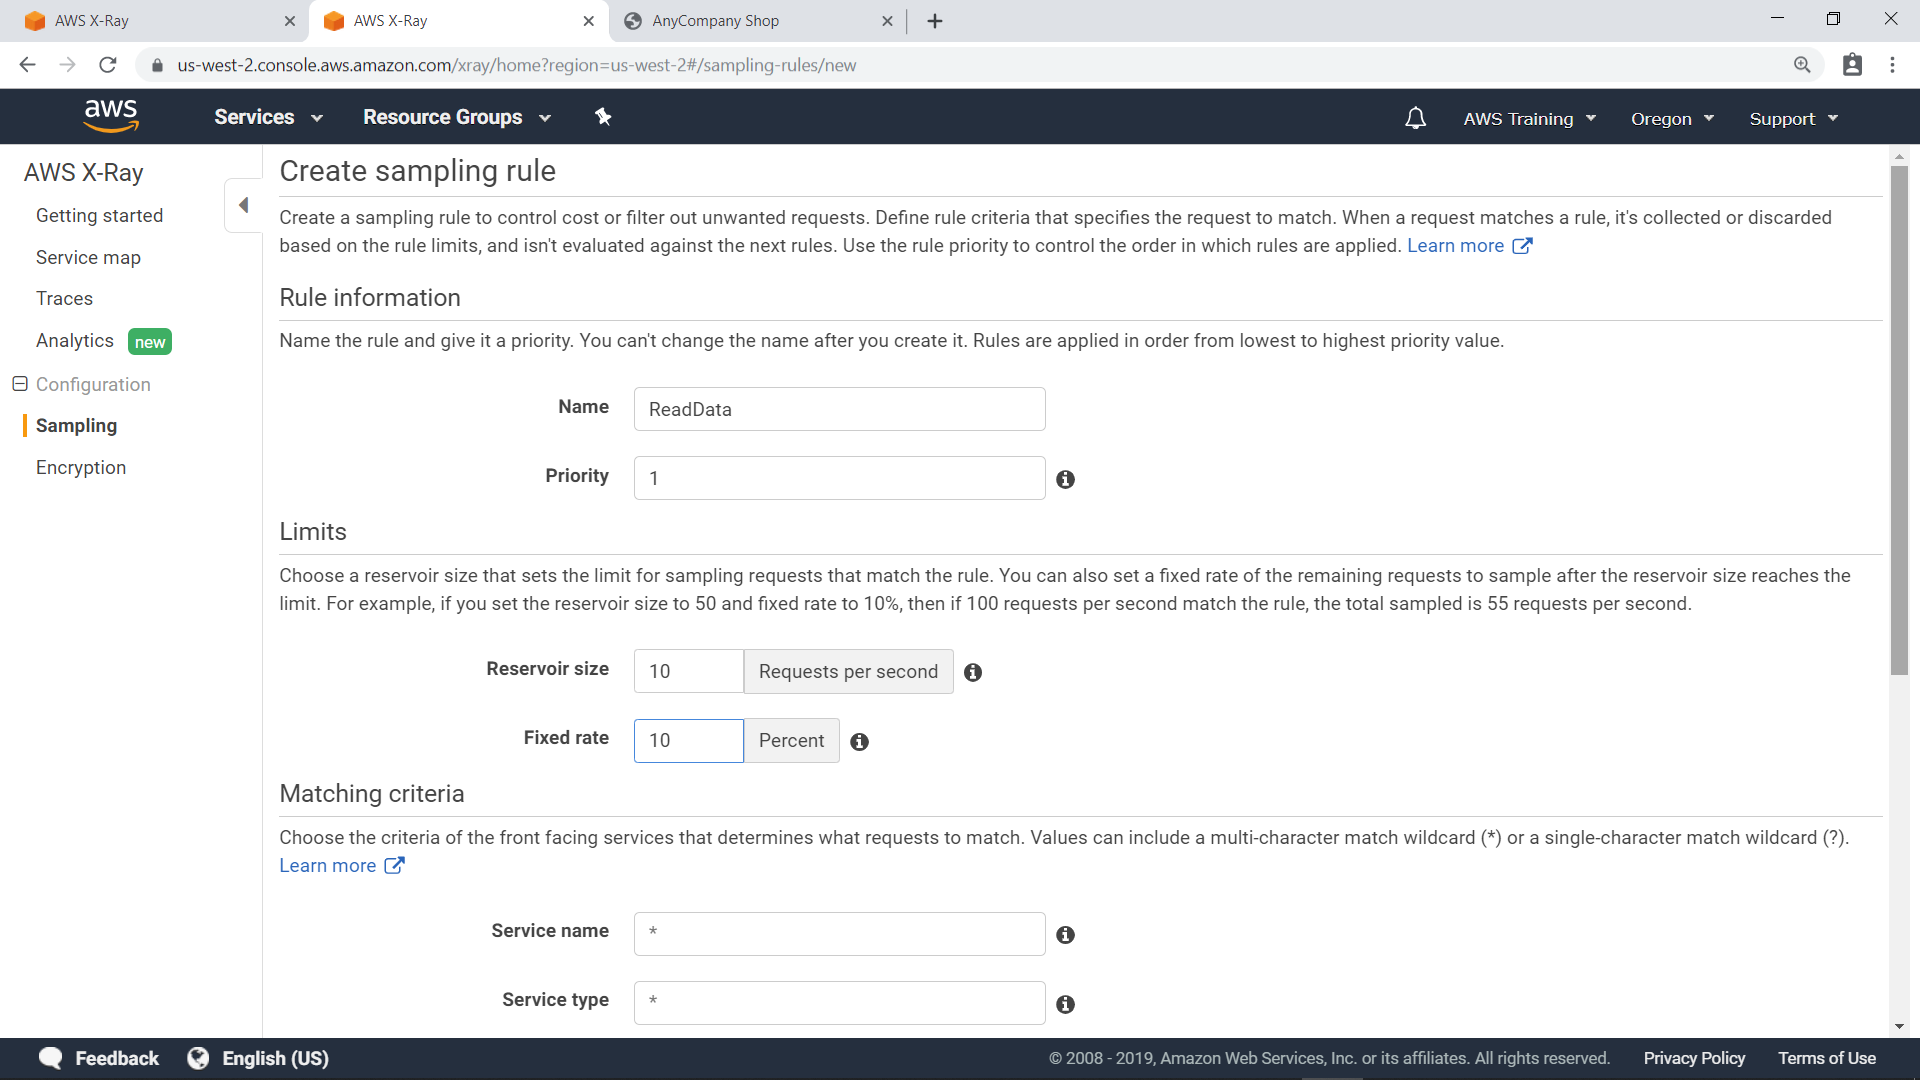 AWS X-Ray
AWS X-Ray
AnyCompany Shop
us-west-2.console.aws.amazon.com/xray/home?region=us-west-2#/sampling-rules/new
aws
Services
Resource Groups
AWS Training
Oregon
Support
AWS X-Ray
Getting started
Service map
Traces
Analytics new
Configuration
Sampling
Encryption
Create sampling rule
Create a sampling rule to control cost or filter out unwanted requests. Define rule criteria that specifies the request to match. When a request matches a rule, it's collected or discarded
based on the rule limits, and isn't evaluated against the next rules. Use the rule priority to control the order in which rules are applied. Learn more
Rule information
Name the rule and give it a priority. You can't change the name after you create it. Rules are applied in order from lowest to highest priority value.
Name ReadData
Priority 1
Limits
Choose a reservoir size that sets the limit for sampling requests that match the rule. You can also set a fixed rate of the remaining requests to sample after the reservoir size reaches the
limit. For example, if you set the reservoir size to 50 and fixed rate to 10%, then if 100 requests per second match the rule, the total sampled is 55 requests per second.
Reservoir size 10 Requests per second
Fixed rate 10 Percent
Matching criteria
Choose the criteria of the front facing services that determines what requests to match. Values can include a multi-character match wildcard (*) or a single-character match wildcard (?).
Learn more
Service name *
Service type *
Feedback
English (US)
© 2008 - 2019, Amazon Web Services, Inc. or its affiliates. All rights reserved.
Privacy Policy
Terms of Use